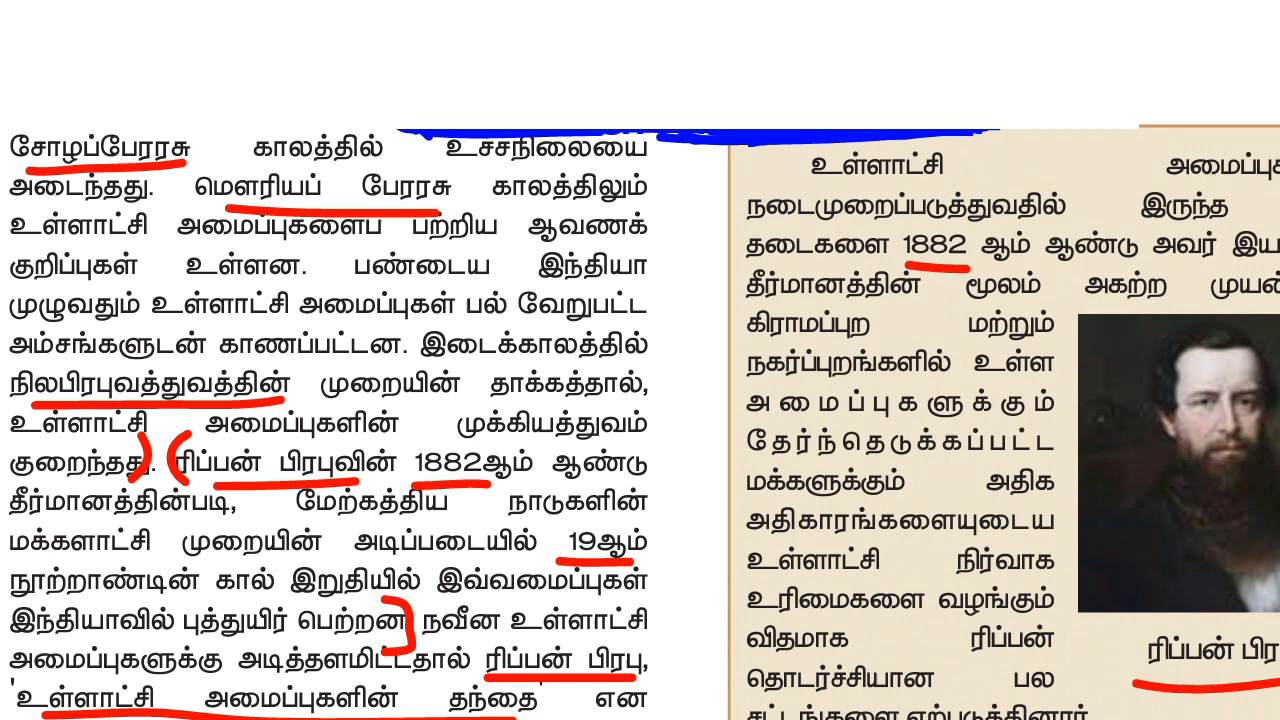 சோழப்பேரரசு காலத்தில் உச்சநிலையை
அடைந்தது. மௌரியப் பேரரசு காலத்திலும்
உள்ளாட்சி அமைப்புகளைப் பற்றிய ஆவணக்
குறிப்புகள் உள்ளன. பண்டைய இந்தியா
முழுவதும் உள்ளாட்சி அமைப்புகள் பல் வேறுபட்ட
அம்சங்களுடன் காணப்பட்டன. இடைக்காலத்தில்
நிலபிரபுவத்துவத்தின் முறையின் தாக்கத்தால்,
உள்ளாட்சி அமைப்புகளின் முக்கியத்துவம்
குறைந்தது. ரிப்பன் பிரபுவின் 1882ஆம் ஆண்டு
தீர்மானத்தின்படி, மேற்கத்திய நாடுகளின்
மக்களாட்சி முறையின் அடிப்படையில் 19ஆம்
நூற்றாண்டின் கால் இறுதியில் இவ்வமைப்புகள்
இந்தியாவில் புத்துயிர் பெற்றன. நவீன உள்ளாட்சி
அமைப்புகளுக்கு அடித்தளமிட்டதால் ரிப்பன் பிரபு,
'உள்ளாட்சி அமைப்புகளின் தந்தை' என
உள்ளாட்சி
நடைமுறைப்படுத்துவதில் இருந்த
தடைகளை 1882 ஆம் ஆண்டு அவர்
தீர்மானத்தின் மூலம் அகற்ற
கிராமப்புற மற்றும்
நகர்ப்புறங்களில் உள்ள
அமைப்புகளுக்கும்
தேர்ந்தெடுக்கப்பட்ட
மக்களுக்கும் அதிக
அதிகாரங்களையுடைய
உள்ளாட்சி நிர்வாக
உரிமைகளை வழங்கும்
விதமாக ரிப்பன்
தொடர்ச்சியான பல
சட்டங்களை ஏற்படுத்தினார்.
ரிப்பன்